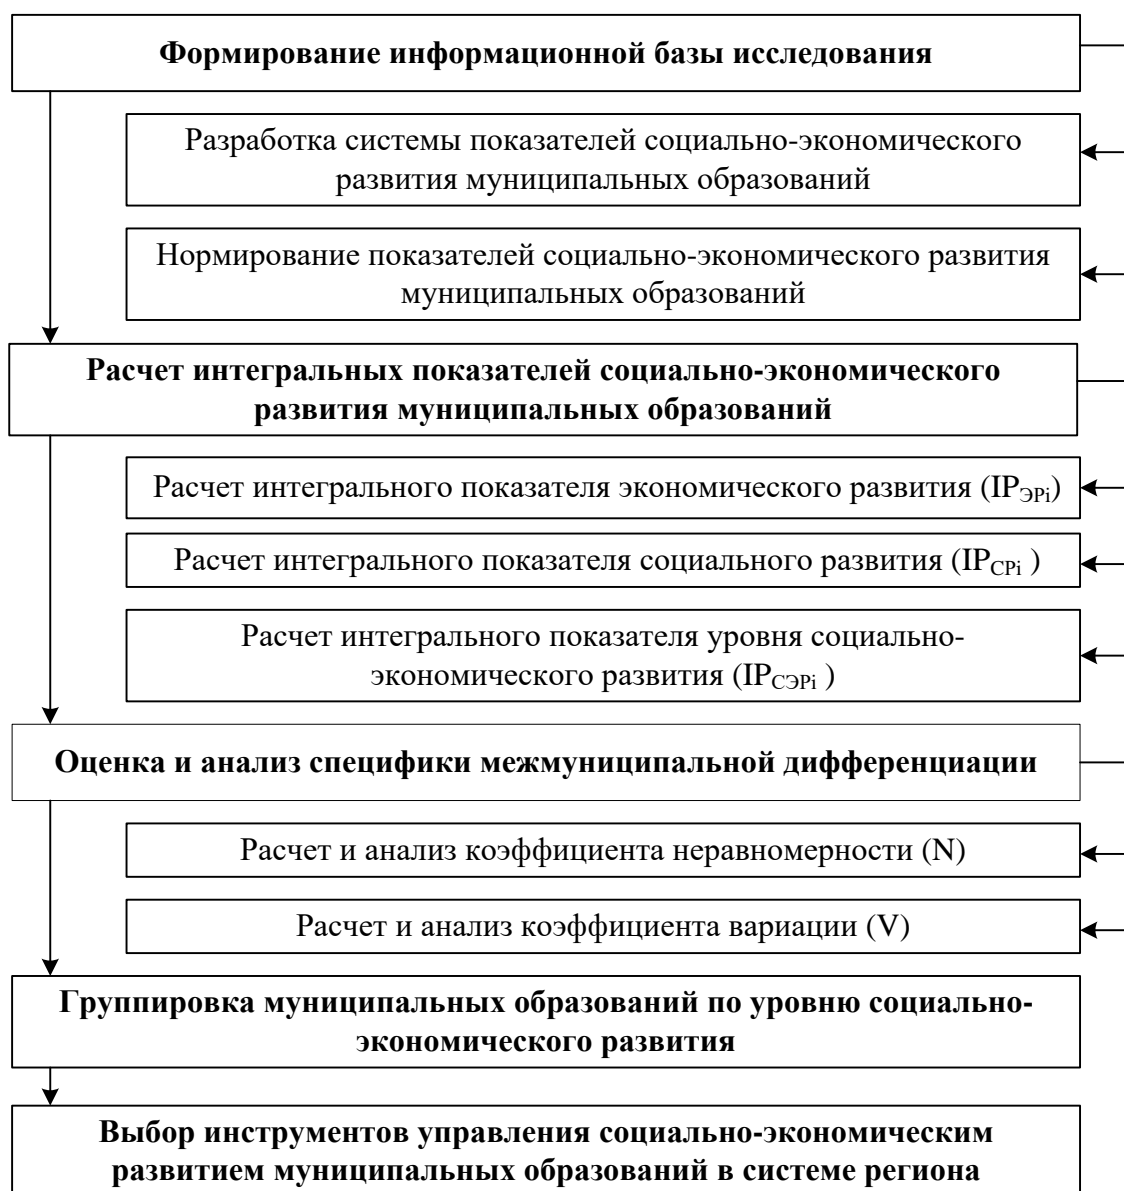 Формирование информационной базы исследования
Разработка системы показателей социально-экономического
развития муниципальных образований
Нормирование показателей социально-экономического развития
муниципальных образований
Расчет интегральных показателей социально-экономического
развития муниципальных образований
Расчет интегрального показателя экономического развития (IPЭРi)
Расчет интегрального показателя социального развития (IPСРi )
Расчет интегрального показателя уровня социально-
экономического развития (IPСЭРi )
Оценка и анализ специфики межмуниципальной дифференциации
Расчет и анализ коэффициента неравномерности (N)
Расчет и анализ коэффициента вариации (V)
Группировка муниципальных образований по уровню социально-
экономического развития
Выбор инструментов управления социально-экономическим
развитием муниципальных образований в системе региона